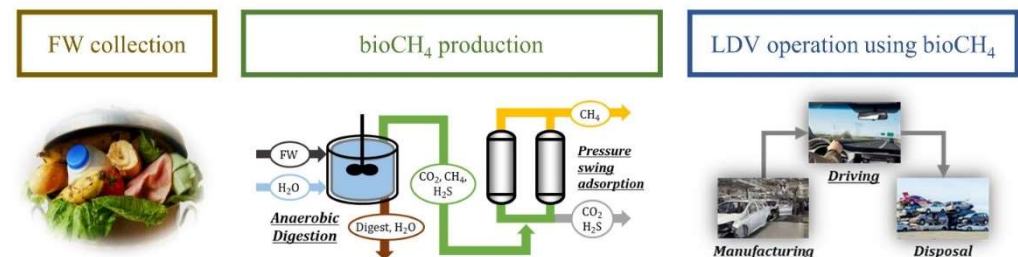 FW collection
bioCH₄ production
LDV operation using bioCH₄
FW
H₂O
Anaerobic
Digestion
Digest, H₂O
CO₂, CH₄,
H₂S
CH₄
Pressure
swing
adsorption
CO₂
H₂S
Driving
Manufacturing
Disposal